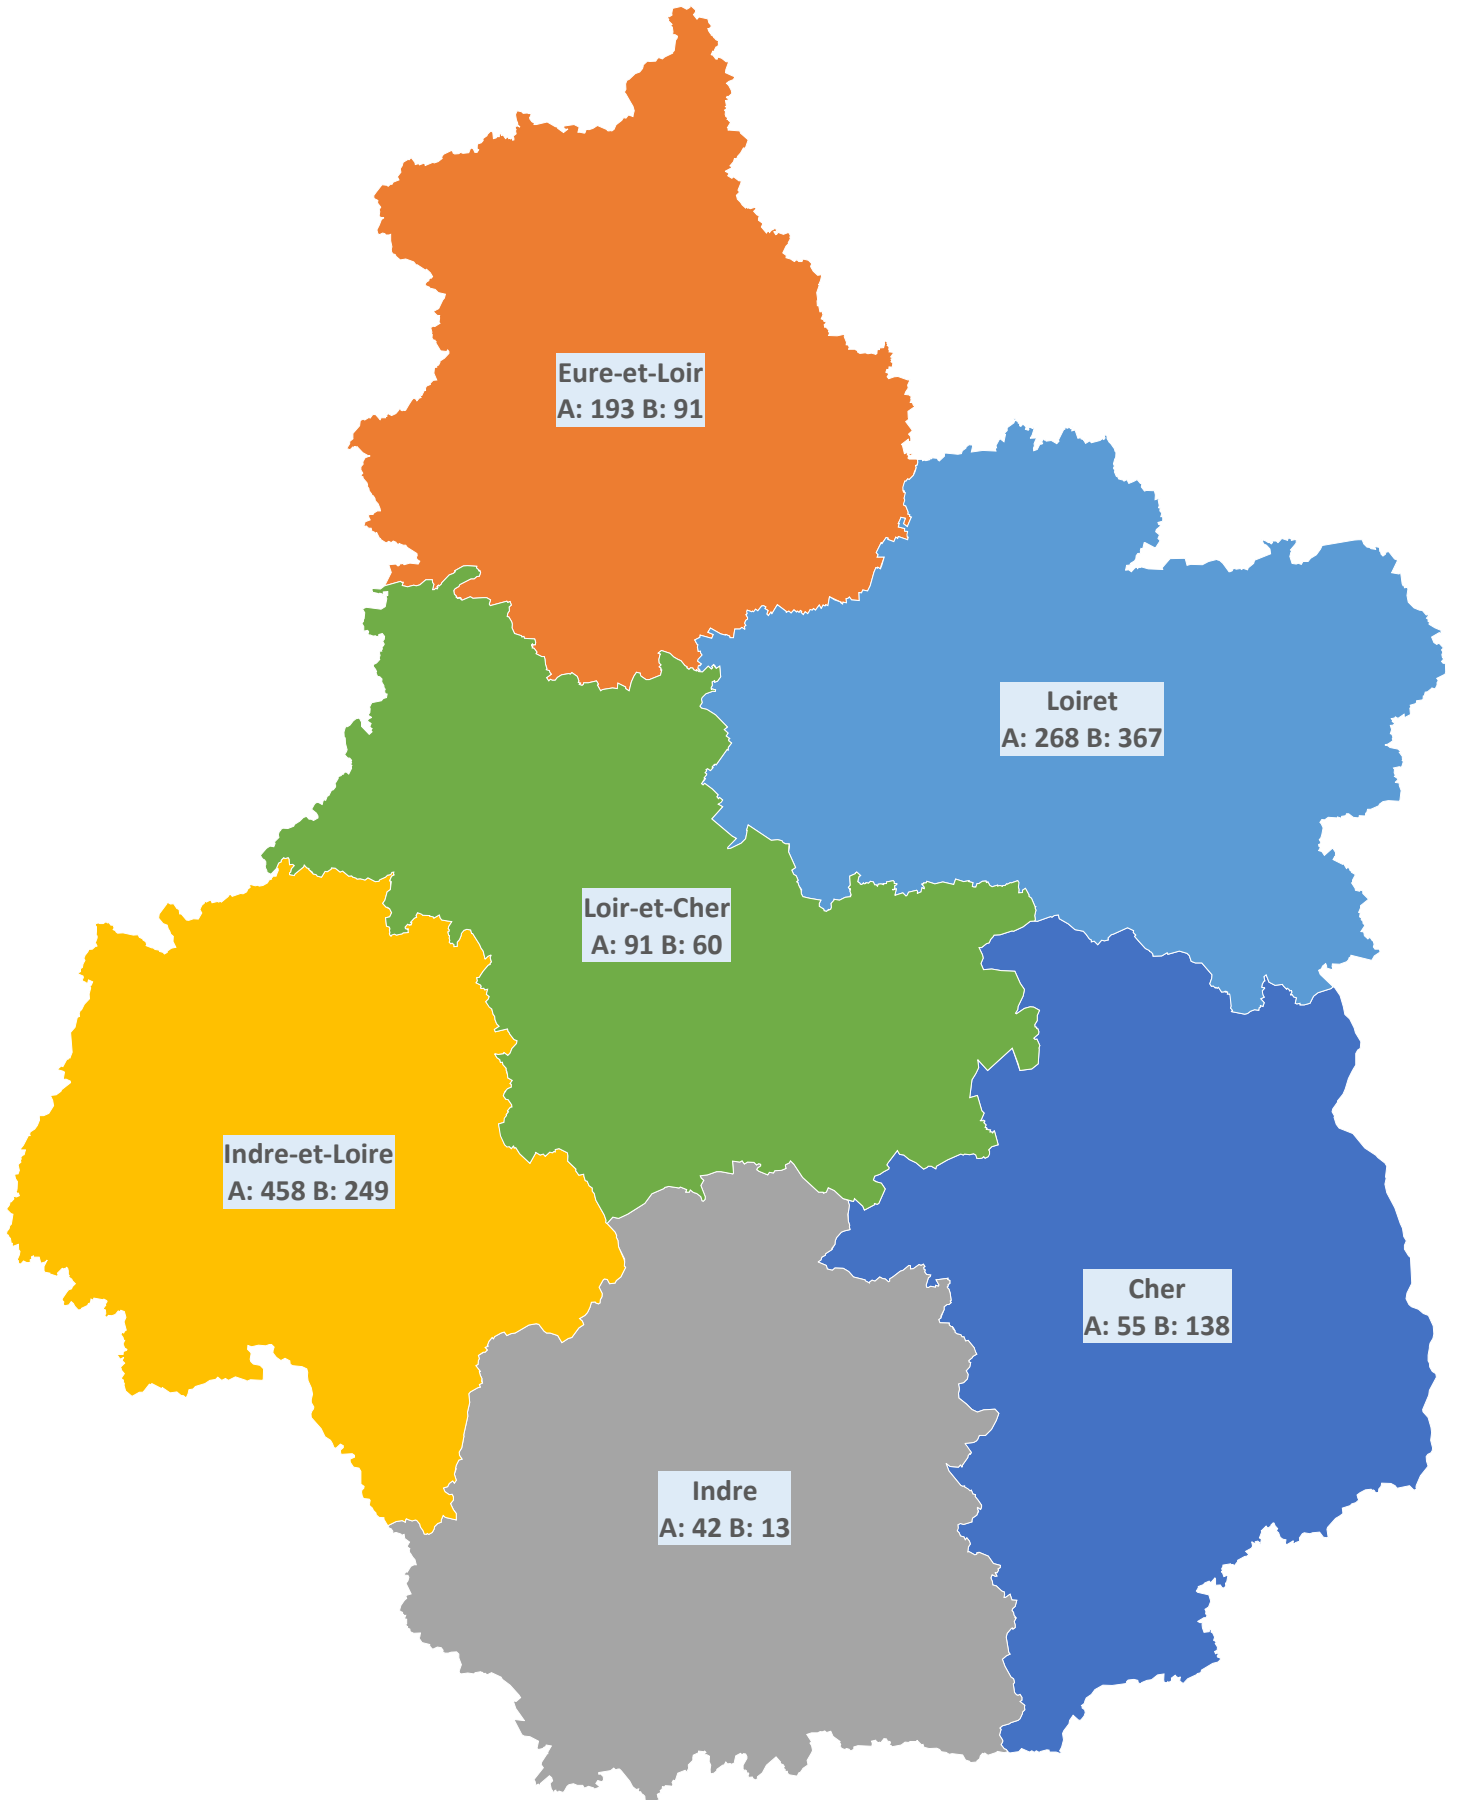 Eure-et-Loir
A: 193 B: 91
Loiret
A: 268 B: 367
Loir-et-Cher
A: 91 B: 60
Indre-et-Loire
A: 458 B: 249
Cher
A: 55 B: 138
Indre
A: 42 B: 13